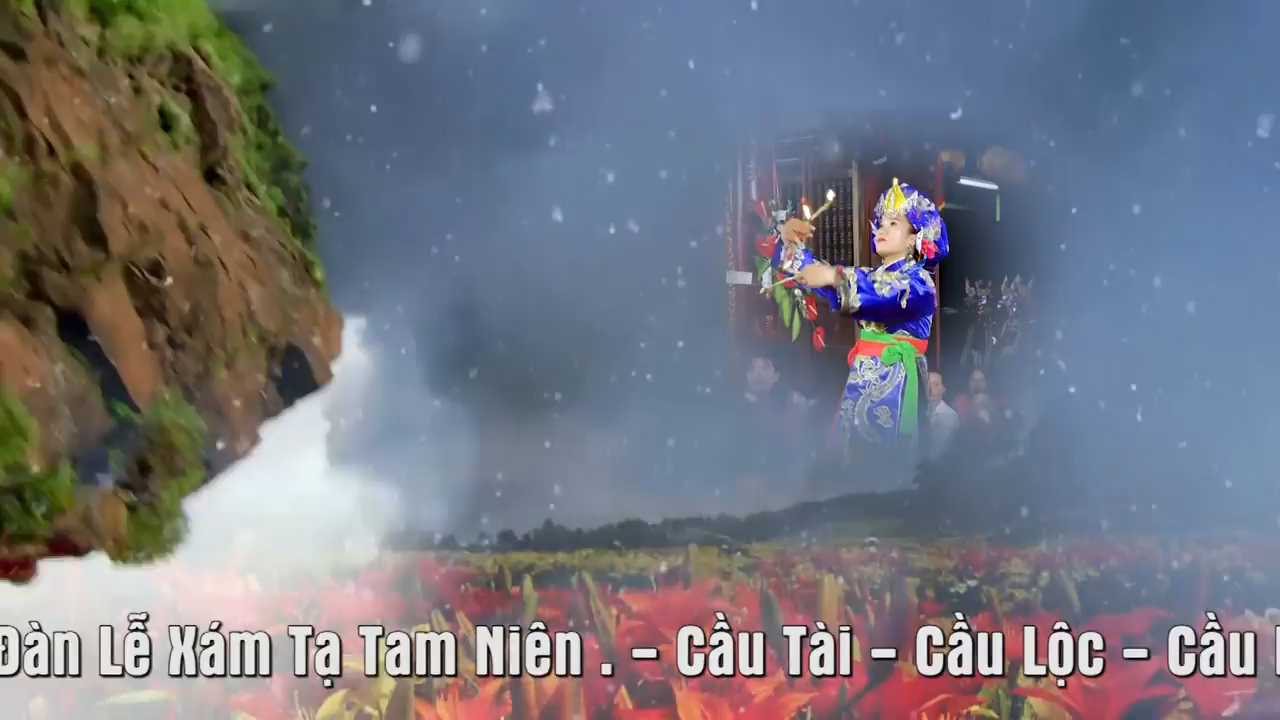 Đàn Lễ Xám Tạ Tam Niên . – Cầu Tài – Cầu Lộc – Cầu